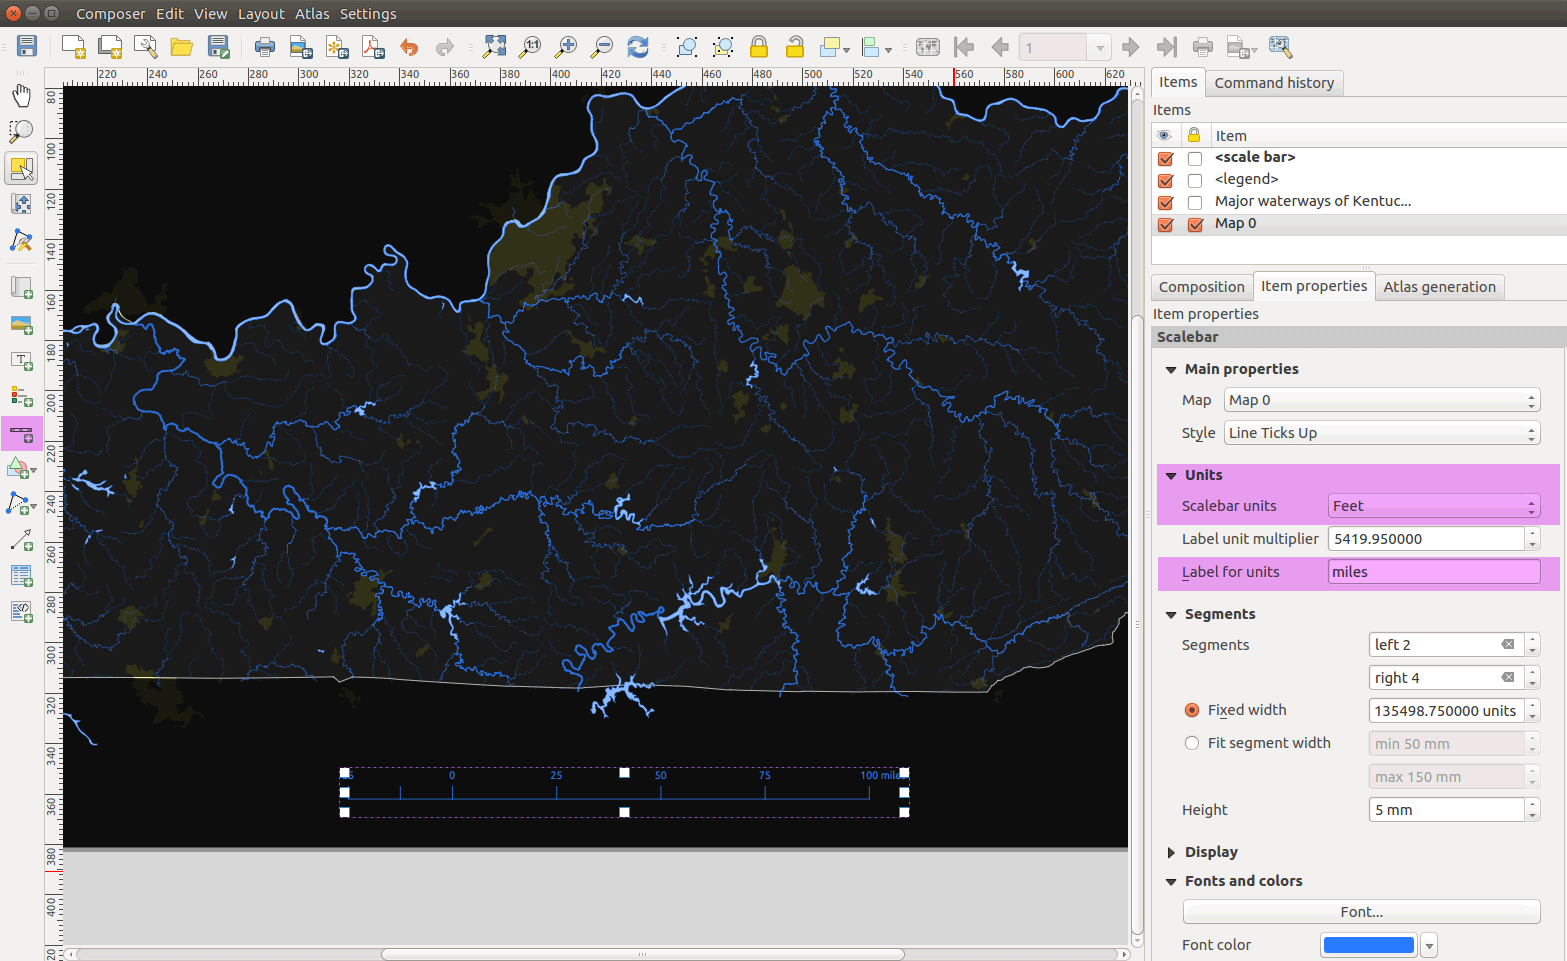 Composer Edit View Layout Atlas Settings
1:1
1
220 240 260 280 300 320 340 360 380 400 420 440 460 480 500 520 540 560 580 600 620
80
100
120
140
160
180
200
220
240
260
280
300
320
340
360
380
400
20
T
Items Command history
Items
Item
<scale bar>
<legend>
Major waterways of Kentuc...
Map 0
Composition Item properties Atlas generation
Item properties
Scalebar
Main properties
Map Map 0
Style Line Ticks Up
Units
Scalebar units Feet
Label unit multiplier 5419.950000
Label for units miles
Segments
Segments left 2
right 4
Fixed width 135498.750000 units
Fit segment width min 50 mm
max 150 mm
Height 5 mm
Display
Fonts and colors
Font...
Font color
0 25 50 75 100 miles